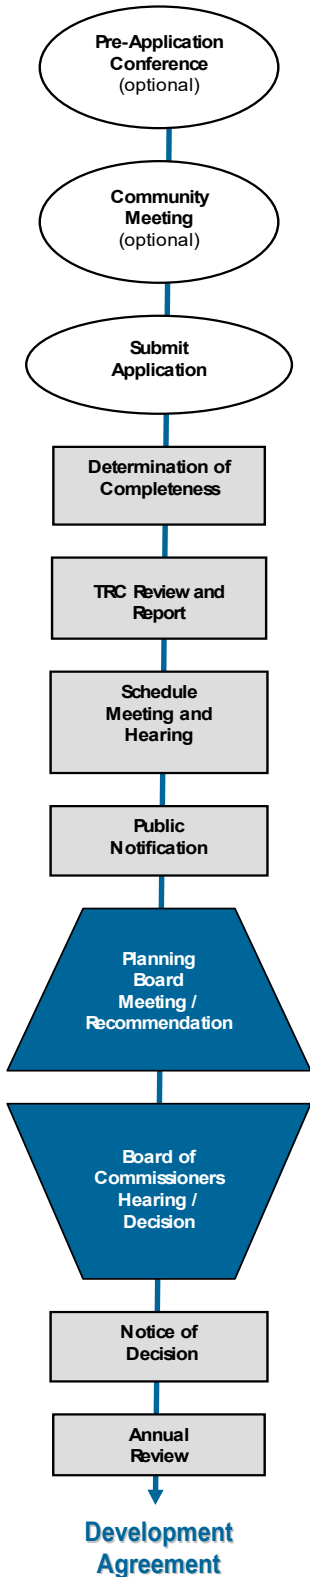 Pre-Application
Conference
(optional)
Community
Meeting
(optional)
Submit
Application
Determination of
Completeness
TRC Review and
Report
Schedule
Meeting and
Hearing
Public
Notification
Planning
Board
Meeting /
Recommendation
Board of
Commissioners
Hearing /
Decision
Notice of
Decision
Annual
Review
Development
Agreement